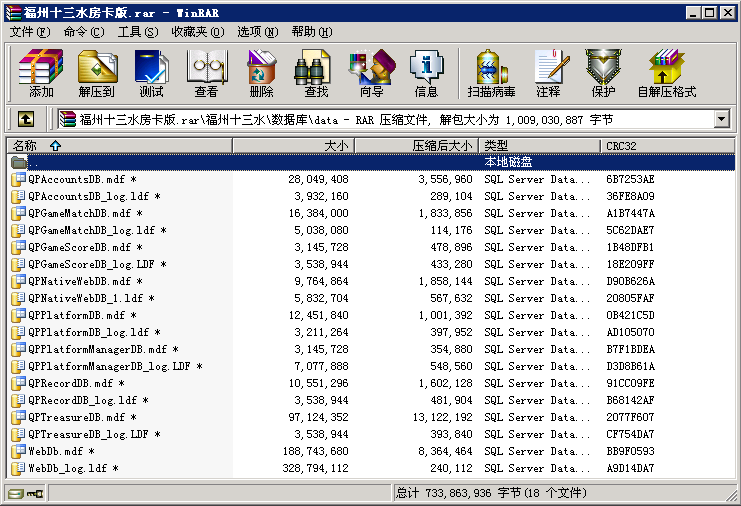 福州十三水房卡版.rar - WinRAR
文件(F) 命令(C) 工具(S) 收藏夹(O) 选项(N) 帮助(H)
添加 解压到 测试 查看 删除 查找 向导 信息 扫描病毒 注释 保护 自解压格式
福州十三水房卡版.rar\福州十三水\数据库\data - RAR 压缩文件, 解包大小为 1,009,030,887 字节
名称 大小 压缩后大小 类型 CRC32
.. 本地磁盘
QPAccountsDB.mdf * 28,049,408 3,556,960 SQL Server Data... 6B7253AE
QPAccountsDB_log.ldf * 3,932,160 289,104 SQL Server Data... 36FE8A09
QPGameMatchDB.mdf * 16,384,000 1,833,856 SQL Server Data... A1B7447A
QPGameMatchDB_log.ldf * 5,038,080 114,176 SQL Server Data... 5C62DAE7
QPGameScoreDB.mdf * 3,145,728 478,896 SQL Server Data... 1B48DFB1
QPGameScoreDB_log.LDF * 3,538,944 433,280 SQL Server Data... 18E209FF
QPNativeWebDB.mdf * 9,764,864 1,858,144 SQL Server Data... D90B626A
QPNativeWebDB_1.ldf * 5,832,704 567,632 SQL Server Data... 20805FAF
QPPlatformDB.mdf * 12,451,840 1,001,392 SQL Server Data... 0B421C5D
QPPlatformDB_log.ldf * 3,211,264 397,952 SQL Server Data... AD105070
QPPlatformManagerDB.mdf * 3,145,728 354,880 SQL Server Data... B7F1BDEA
QPPlatformManagerDB_log.LDF * 7,077,888 548,560 SQL Server Data... D3D8B61A
QPRecordDB.mdf * 10,551,296 1,602,128 SQL Server Data... 91CC09FE
QPRecordDB_log.ldf * 3,538,944 481,904 SQL Server Data... B68142AF
QPTreasureDB.mdf * 97,124,352 13,122,192 SQL Server Data... 2077F607
QPTreasureDB_log.LDF * 3,538,944 393,840 SQL Server Data... CF754DA7
WebDb.mdf * 188,743,680 8,364,464 SQL Server Data... BB9F0593
WebDb_log.ldf * 328,794,112 240,112 SQL Server Data... A9D14DA7
总计 733,863,936 字节(18 个文件)